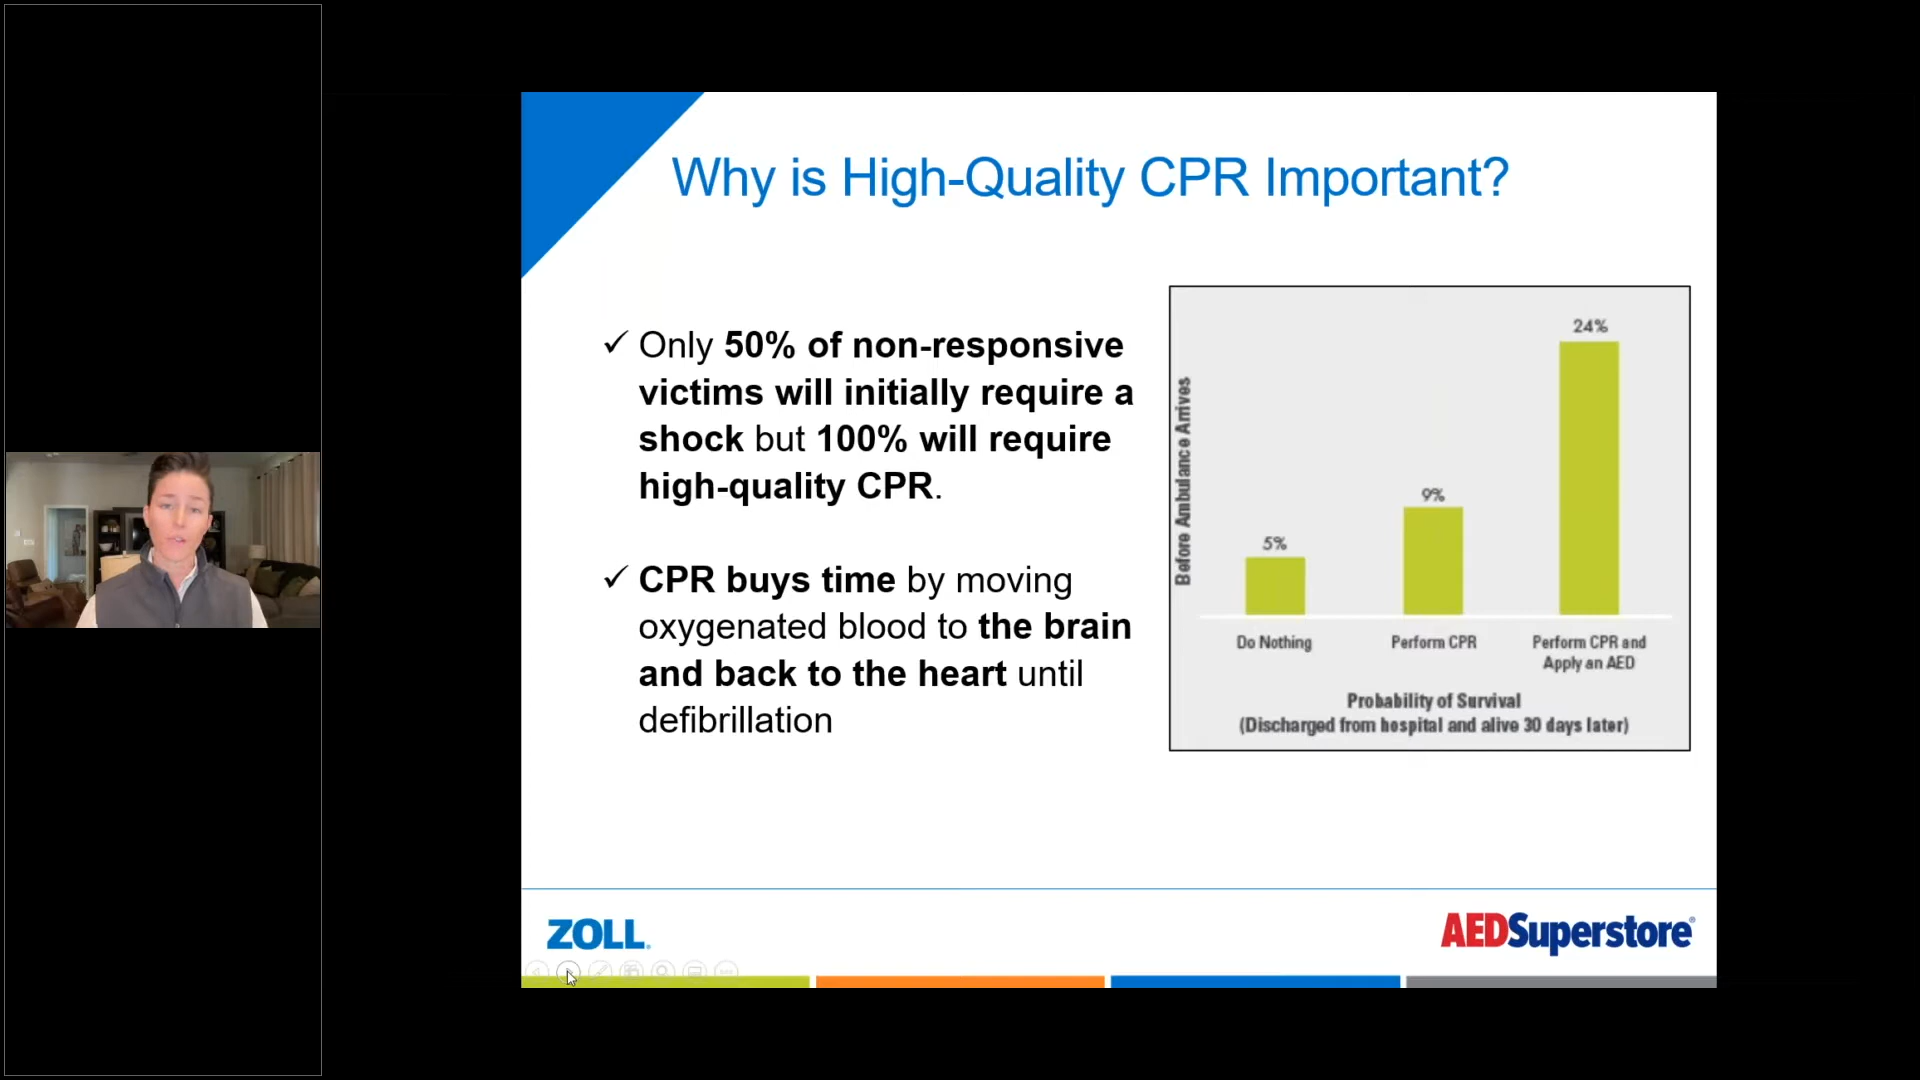 Why is High-Quality CPR Important?
✓ Only 50% of non-responsive
victims will initially require a
shock but 100% will require
high-quality CPR.
✓ CPR buys time by moving
oxygenated blood to the brain
and back to the heart until
defibrillation
Before Ambulance Arrives
5%
9%
24%
Do Nothing
Perform CPR
Perform CPR and
Apply an AED
Probability of Survival
(Discharged from hospital and alive 30 days later)
ZOLL
AEDSuperstore®